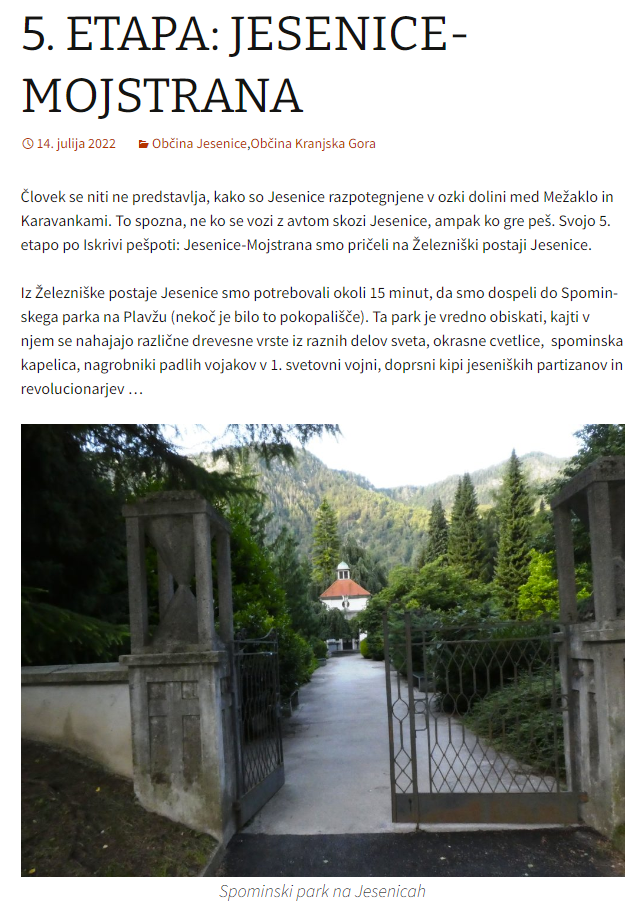 5. ETAPA: JESENICE-
MOJSTRANA
14. julija 2022 Občina Jesenice,Občina Kranjska Gora
Človek se niti ne predstavlja, kako so Jesenice razpotegnjene v ozki dolini med Mežaklo in
Karavankami. To spozna, ne ko se vozi z avtom skozi Jesenice, ampak ko gre peš. Svojo 5.
etapo po Iskrivi pešpoti: Jesenice-Mojstrana smo pričeli na Železniški postaji Jesenice.
Iz Železniške postaje Jesenice smo potrebovali okoli 15 minut, da smo dospeli do Spomin-
skega parka na Plavžu (nekoč je bilo to pokopališče). Ta park je vredno obiskati, kajti v
njem se nahajajo različne drevesne vrste iz raznih delov sveta, okrasne cvetlice, spominska
kapelica, nagrobniki padlih vojakov v 1. svetovni vojni, doprsni kipi jeseniških partizanov in
revolucionarjev …
Spominski park na Jesenicah